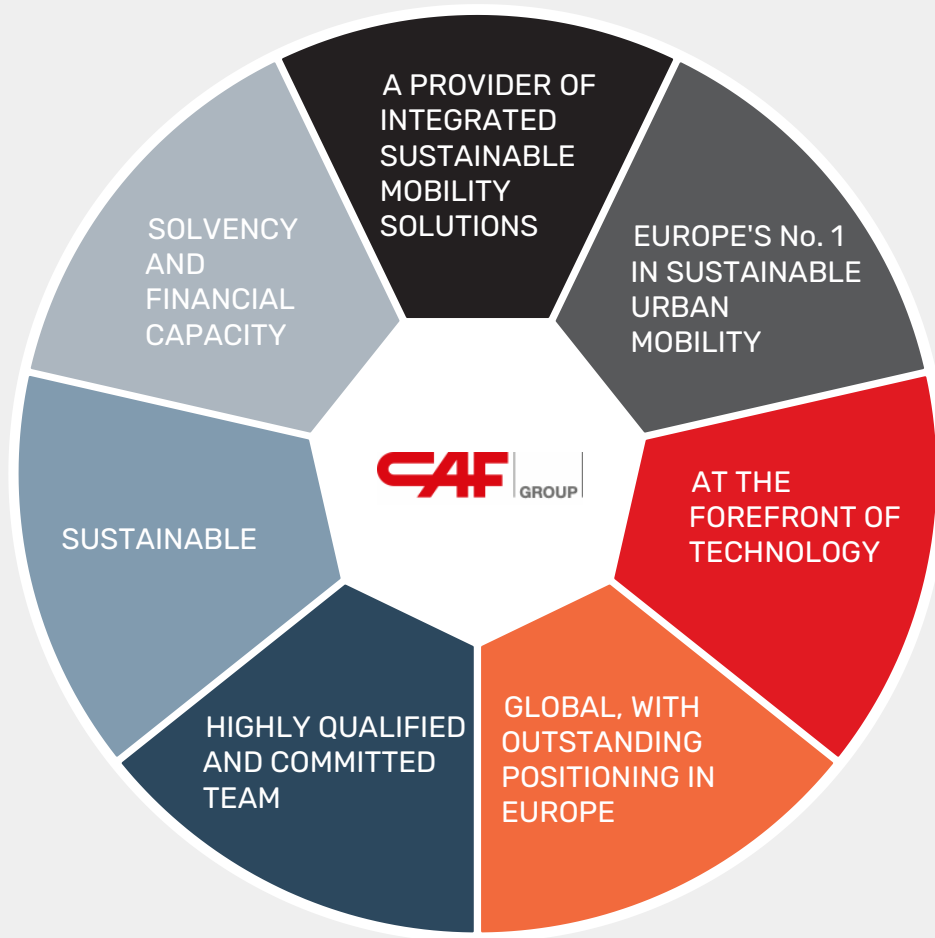 A PROVIDER OF
INTEGRATED
SUSTAINABLE
MOBILITY
SOLUTIONS
EUROPE'S No. 1
IN SUSTAINABLE
URBAN
MOBILITY
AT THE
FOREFRONT OF
TECHNOLOGY
GLOBAL, WITH
OUTSTANDING
POSITIONING IN
EUROPE
HIGHLY QUALIFIED
AND COMMITTED
TEAM
SUSTAINABLE
SOLVENCY
AND
FINANCIAL
CAPACITY
CAF GROUP